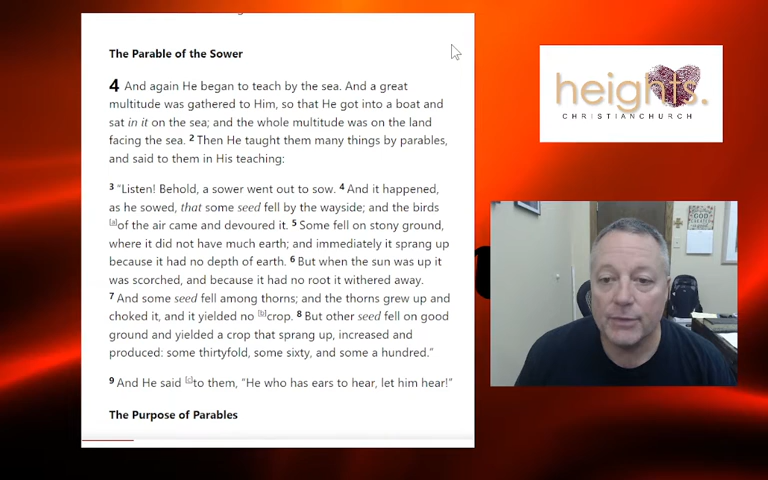 The Parable of the Sower
4 And again He began to teach by the sea. And a great
multitude was gathered to Him, so that He got into a boat and
sat in it on the sea; and the whole multitude was on the land
facing the sea. 2 Then He taught them many things by parables,
and said to them in His teaching:
3 “Listen! Behold, a sower went out to sow. 4 And it happened,
as he sowed, that some seed fell by the wayside; and the birds
[a]of the air came and devoured it. 5 Some fell on stony ground,
where it did not have much earth; and immediately it sprang up
because it had no depth of earth. 6 But when the sun was up it
was scorched, and because it had no root it withered away.
7 And some seed fell among thorns; and the thorns grew up and
choked it, and it yielded no [b]crop. 8 But other seed fell on good
ground and yielded a crop that sprang up, increased and
produced: some thirtyfold, some sixty, and some a hundred.”
9 And He said [c]to them, “He who has ears to hear, let him hear!”
The Purpose of Parables
heights.
CHRISTIANCHURCH
GOD